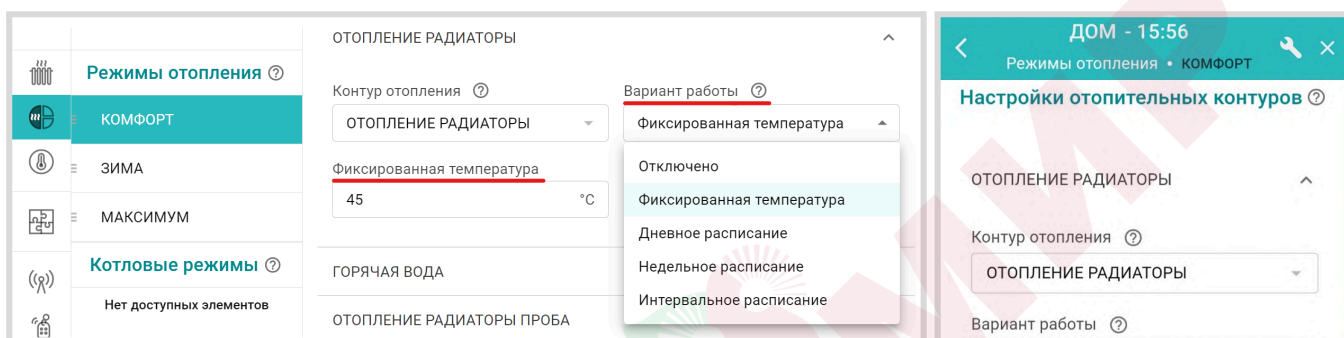 ОТОПЛЕНИЕ РАДИАТОРЫ
Режимы отопления
КОМФОРТ
ЗИМА
МАКСИМУМ
Котловые режимы
Нет доступных элементов
Контур отопления
ОТОПЛЕНИЕ РАДИАТОРЫ
Вариант работы
Фиксированная температура
Фиксированная температура
45 °C
Отключено
Фиксированная температура
Дневное расписание
Недельное расписание
Интервальное расписание
ГОРЯЧАЯ ВОДА
ОТОПЛЕНИЕ РАДИАТОРЫ ПРОБА
ДОМ - 15:56
Режимы отопления • КОМФОРТ
Настройки отопительных контуров
ОТОПЛЕНИЕ РАДИАТОРЫ
Контур отопления
ОТОПЛЕНИЕ РАДИАТОРЫ
Вариант работы